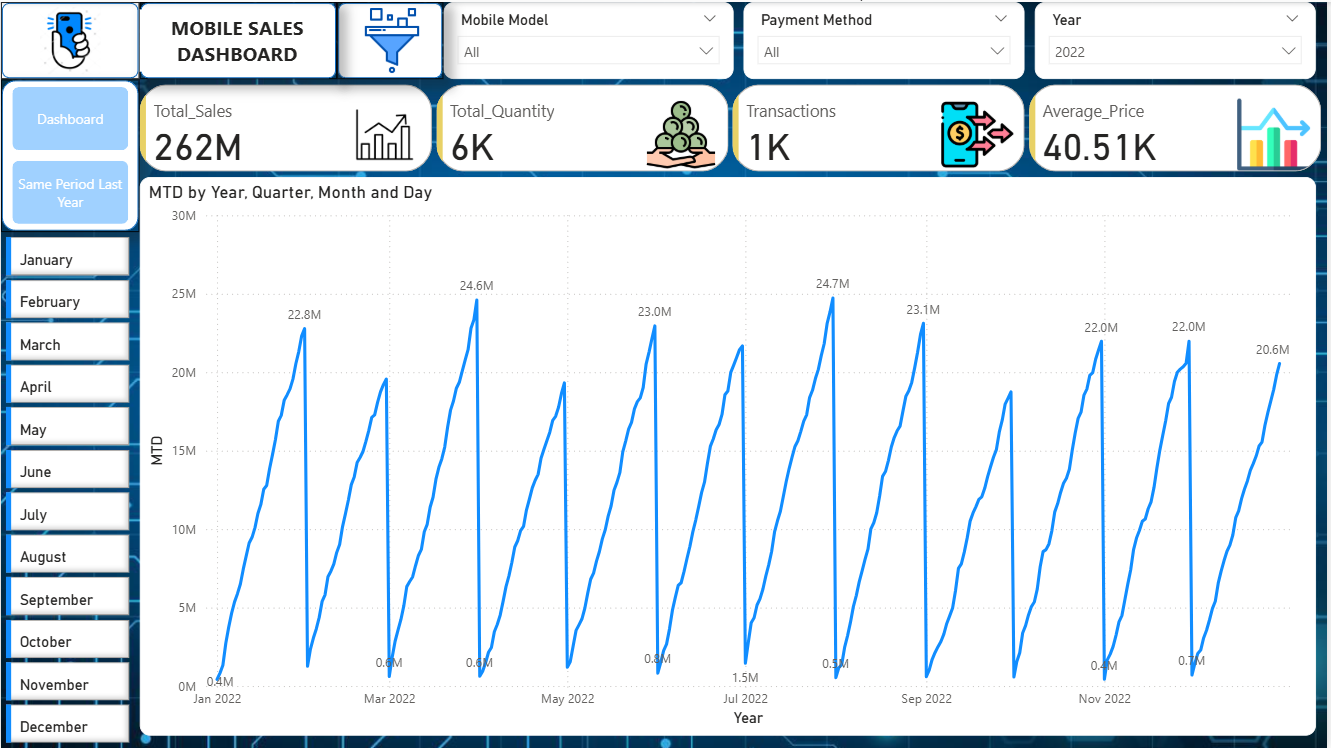 MOBILE SALES
DASHBOARD
Mobile Model
All
Payment Method
All
Year
2022
Dashboard
Same Period Last
Year
Total_Sales
262M
Total_Quantity
6K
Transactions
1K
Average_Price
40.51K
January
February
March
April
May
June
July
August
September
October
November
December
MTD by Year, Quarter, Month and Day
30M
25M
20M
15M
10M
5M
0M
MTD
22.8M
24.6M
23.0M
24.7M
23.1M
22.0M
22.0M
20.6M
0.4M
0.6M
0.6M
0.8M
1.5M
0.5M
0.4M
0.7M
Jan 2022
Mar 2022
May 2022
Jul 2022
Sep 2022
Nov 2022
Year